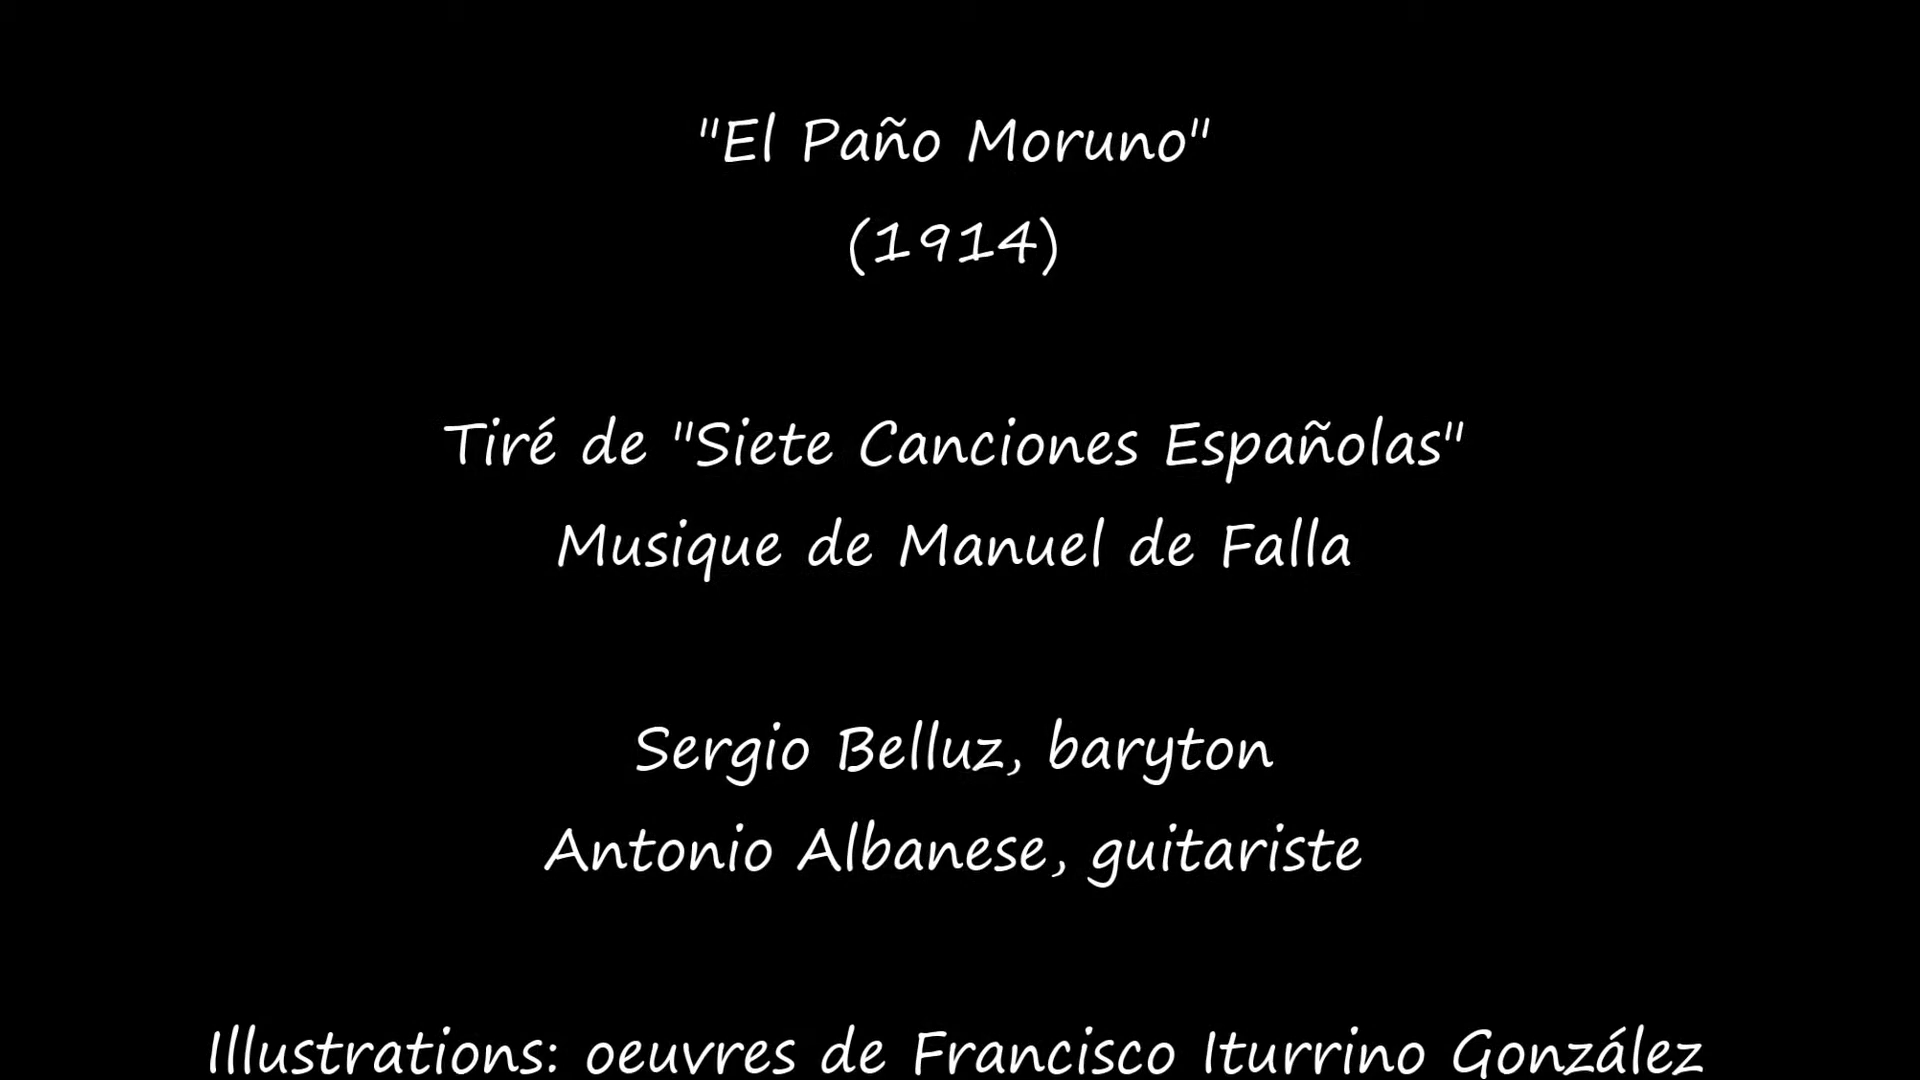 "El Paño Moruno"
(1914)
Tiré de "Siete Canciones Españolas"
Musique de Manuel de Falla
Sergio Belluz, baryton
Antonio Albanese, guitariste
Illustrations: oeuvres de Francisco Iturrino González